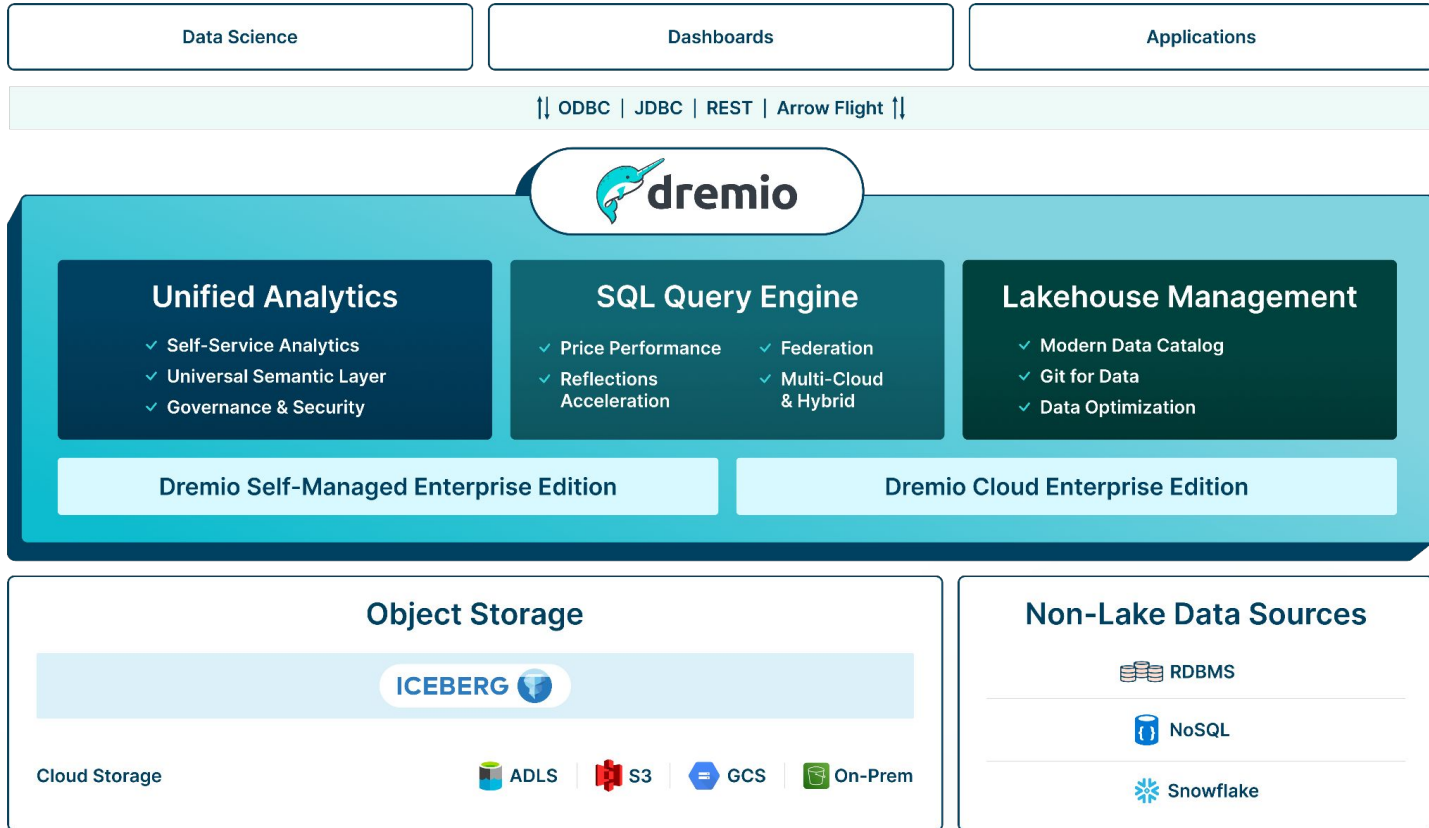 Data Science
Dashboards
Applications
ODBC | JDBC | REST | Arrow Flight
dremio
Unified Analytics
Self-Service Analytics
Universal Semantic Layer
Governance & Security
SQL Query Engine
Price Performance
Reflections
Acceleration
Federation
Multi-Cloud
& Hybrid
Lakehouse Management
Modern Data Catalog
Git for Data
Data Optimization
Dremio Self-Managed Enterprise Edition
Dremio Cloud Enterprise Edition
Object Storage
ICEBERG
Cloud Storage
ADLS
S3
GCS
On-Prem
Non-Lake Data Sources
RDBMS
NoSQL
Snowflake